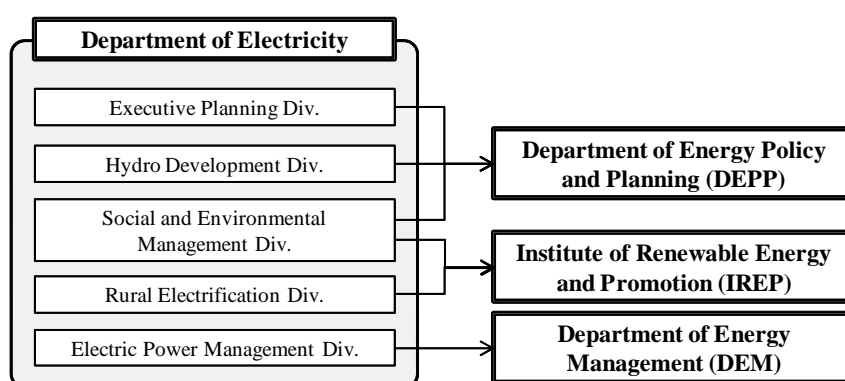 Department of Electricity
Executive Planning Div.
Hydro Development Div.
Social and Environmental
Management Div.
Rural Electrification Div.
Electric Power Management Div.
Department of Energy Policy
and Planning (DEPP)
Institute of Renewable Energy
and Promotion (IREP)
Department of Energy
Management (DEM)